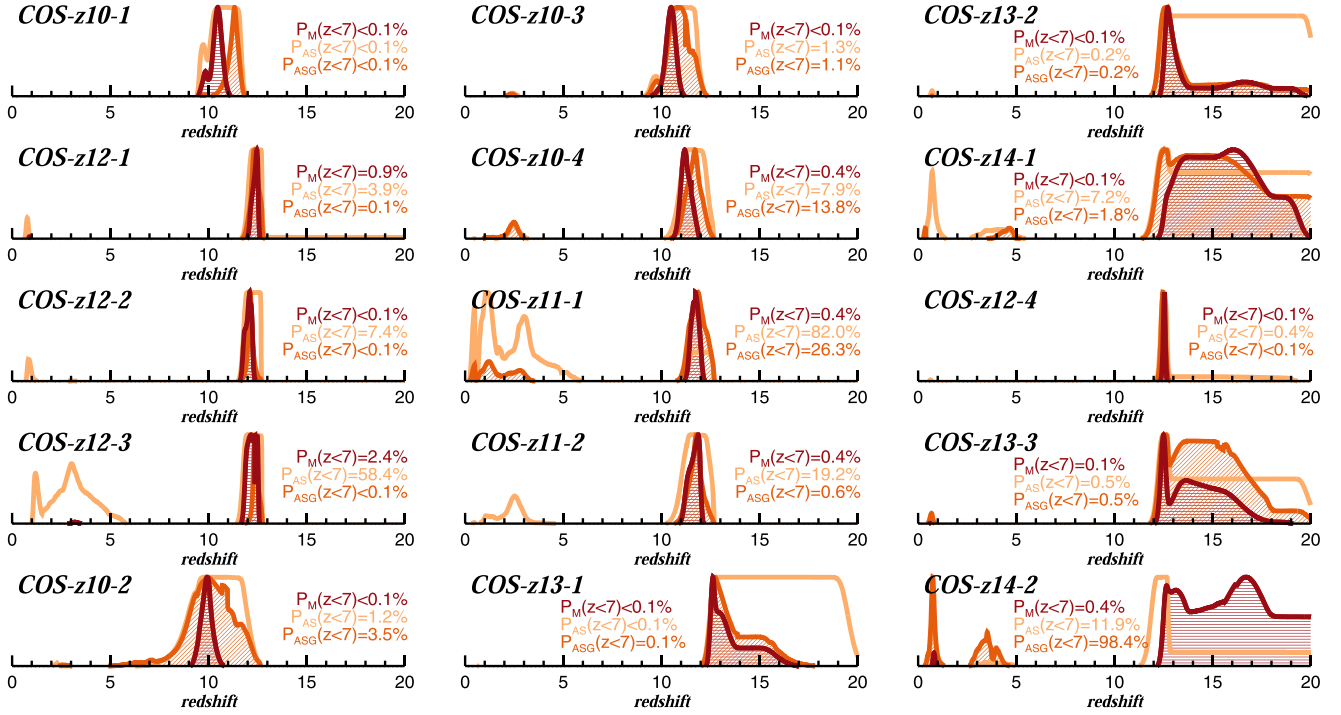 COS-z10-1
P_M(z<7)<0.1%
P_AS(z<7)<0.1%
P_ASG(z<7)<0.1%
0 5 10 15 20
redshift
COS-z10-3
P_M(z<7)<0.1%
P_AS(z<7)=1.3%
P_ASG(z<7)=1.1%
0 5 10 15 20
redshift
COS-z13-2
P_M(z<7)<0.1%
P_AS(z<7)=0.2%
P_ASG(z<7)=0.2%
0 5 10 15 20
redshift
COS-z12-1
P_M(z<7)=0.9%
P_AS(z<7)=3.9%
P_ASG(z<7)=0.1%
0 5 10 15 20
redshift
COS-z10-4
P_M(z<7)=0.4%
P_AS(z<7)=7.9%
P_ASG(z<7)=13.8%
0 5 10 15 20
redshift
COS-z14-1
P_M(z<7)<0.1%
P_AS(z<7)=7.2%
P_ASG(z<7)=1.8%
0 5 10 15 20
redshift
COS-z12-2
P_M(z<7)<0.1%
P_AS(z<7)=7.4%
P_ASG(z<7)<0.1%
0 5 10 15 20
redshift
COS-z11-1
P_M(z<7)=0.4%
P_AS(z<7)=82.0%
P_ASG(z<7)=26.3%
0 5 10 15 20
redshift
COS-z12-4
P_M(z<7)<0.1%
P_AS(z<7)=0.4%
P_ASG(z<7)<0.1%
0 5 10 15 20
redshift
COS-z12-3
P_M(z<7)=2.4%
P_AS(z<7)=58.4%
P_ASG(z<7)<0.1%
0 5 10 15 20
redshift
COS-z11-2
P_M(z<7)=0.4%
P_AS(z<7)=19.2%
P_ASG(z<7)=0.6%
0 5 10 15 20
redshift
COS-z13-3
P_M(z<7)=0.1%
P_AS(z<7)=0.5%
P_ASG(z<7)=0.5%
0 5 10 15 20
redshift
COS-z10-2
P_M(z<7)<0.1%
P_AS(z<7)=1.2%
P_ASG(z<7)=3.5%
0 5 10 15 20
redshift
COS-z13-1
P_M(z<7)<0.1%
P_AS(z<7)<0.1%
P_ASG(z<7)=0.1%
0 5 10 15 20
redshift
COS-z14-2
P_M(z<7)=0.4%
P_AS(z<7)=11.9%
P_ASG(z<7)=98.4%
0 5 10 15 20
redshift